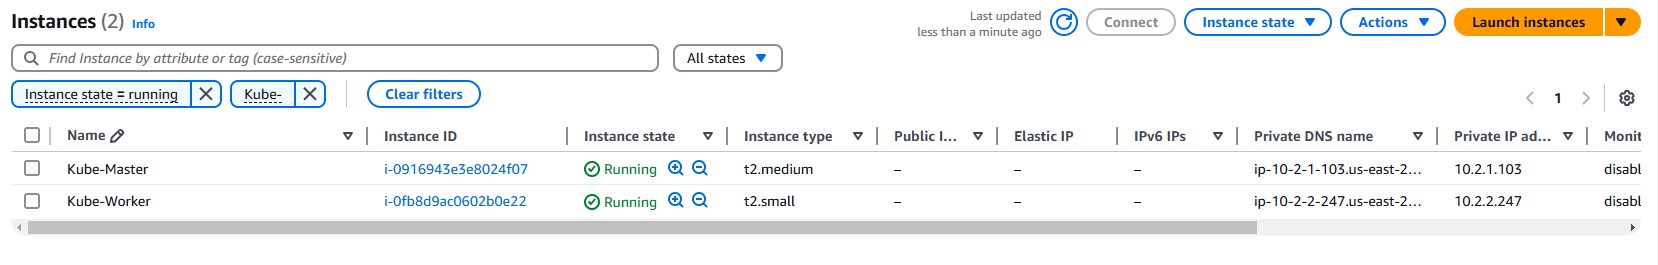 Instances (2) Info
Last updated
less than a minute ago
Connect
Instance state
Actions
Launch instances
Find Instance by attribute or tag (case-sensitive)
All states
Instance state = running
Kube-
Clear filters
1
Name Instance ID Instance state Instance type Public I... Elastic IP IPv6 IPs Private DNS name Private IP ad... Monit
Kube-Master i-0916943e3e8024f07 Running t2.medium – – – ip-10-2-1-103.us-east-2... 10.2.1.103 disabl
Kube-Worker i-0fb8d9ac0602b0e22 Running t2.small – – – ip-10-2-2-247.us-east-2... 10.2.2.247 disabl